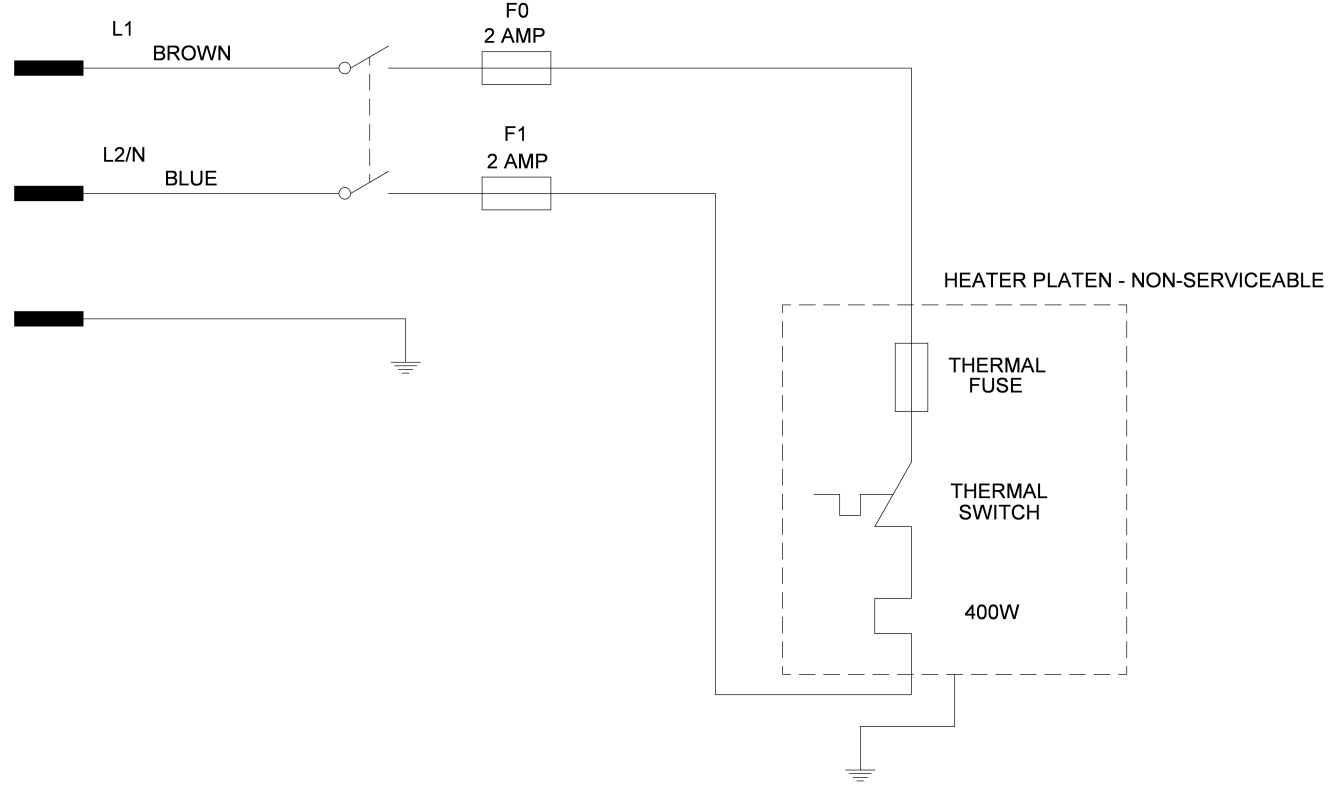 L1
BROWN
F0
2 AMP
L2/N
BLUE
F1
2 AMP
HEATER PLATEN - NON-SERVICEABLE
THERMAL
FUSE
THERMAL
SWITCH
400W